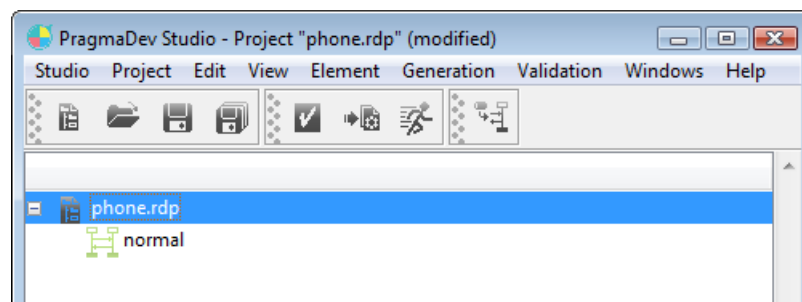 PragmaDev Studio - Project "phone.rdp" (modified)
Studio Project Edit View Element Generation Validation Windows Help
phone.rdp
normal